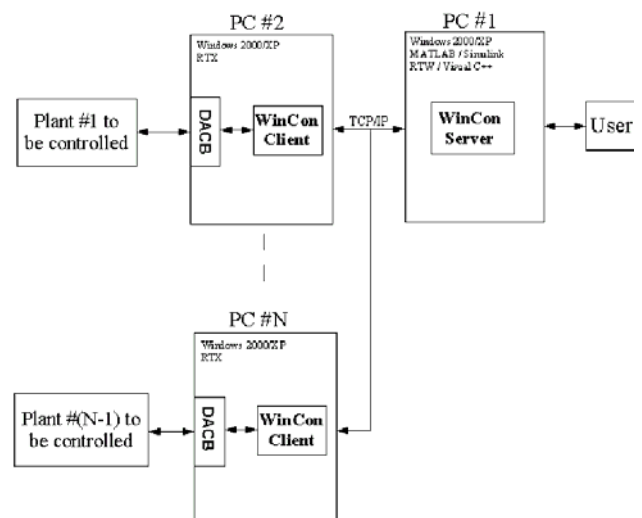 PC #2
Windows 2000/XP
RTX
DACB
WinCon
Client
Plant #1 to
be controlled
TCP/IP
PC #1
Windows 2000/XP
MATLAB / Simulink
RTW / Visual C++
WinCon
Server
User
PC #N
Windows 2000/XP
RTX
DACB
WinCon
Client
Plant #(N-1) to
be controlled